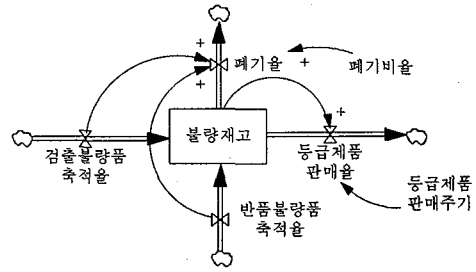 +
폐기율
+
폐기비율
+
+
불량재고
검출불량품
축적율
등급제품
판매율
반품불량품
축적율
등급제품
판매주기